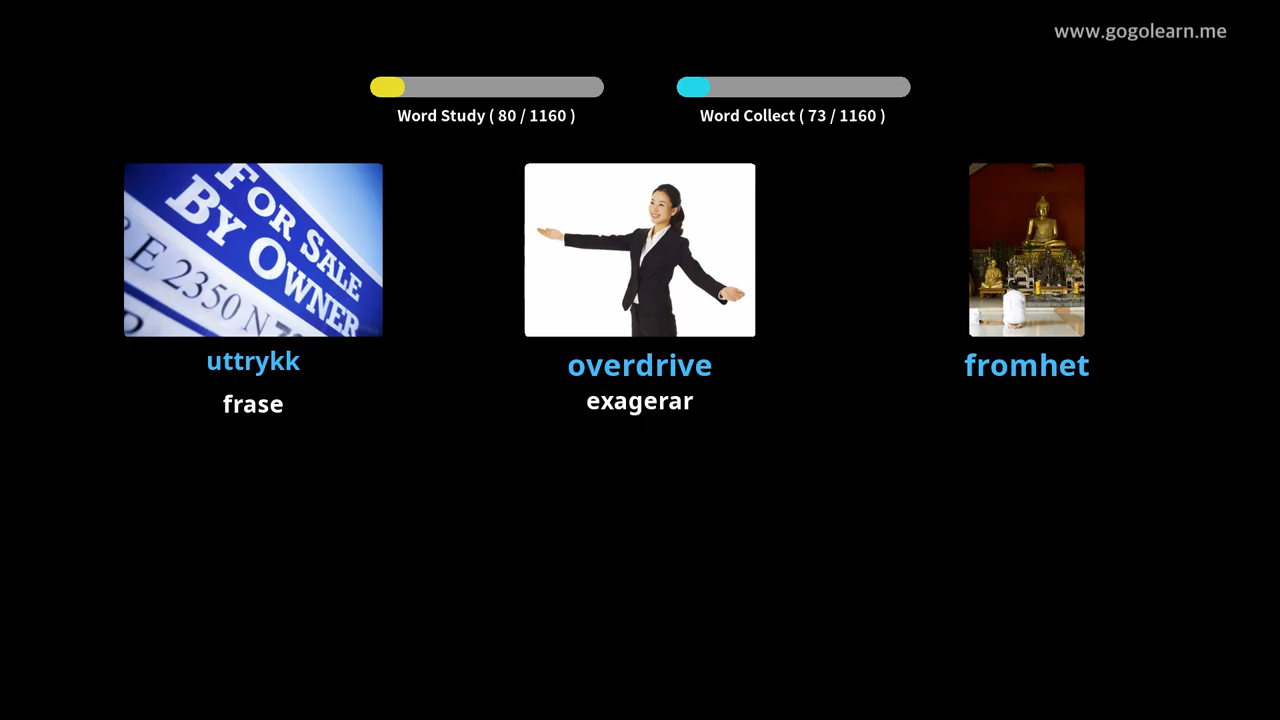 www.gogolearn.me
Word Study ( 80 / 1160 )
Word Collect ( 73 / 1160 )
FOR SALE
BY OWNER
E 2350 N
uttrykk
overdrive
fromhet
frase
exagerar